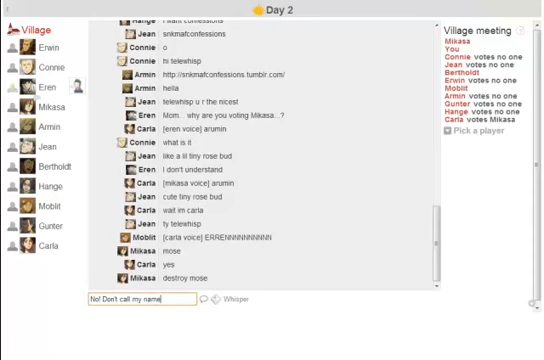 Day 2
Village
Erwin
Connie
Eren
Mikasa
Armin
Jean
Bertholdt
Hange
Moblit
Gunter
Carla
Hange I want confessions
Jean snkmafconfessions
Connie o
Connie hi telewhisp
Armin http://snkmafconfessions.tumblr.com/
Armin hella
Jean telewhisp u r the nicest
Eren Mom... why are you voting Mikasa...?
Carla [eren voice] arumin
Connie what is it
Jean like a lil tiny rose bud
Eren I don't understand
Carla [mikasa voice] arumin
Jean cute tiny rose bud
Carla wait im carla
Jean ty telewhisp
Moblit [carla voice] ERRENNNNNNNNNN
Mikasa mose
Carla yes
Mikasa destroy mose
No! Don't call my name
Whisper
Village meeting
Mikasa
You
Connie votes no one
Jean votes no one
Bertholdt
Erwin votes no one
Moblit
Armin votes no one
Gunter votes no one
Hange votes no one
Carla votes Mikasa
Pick a player